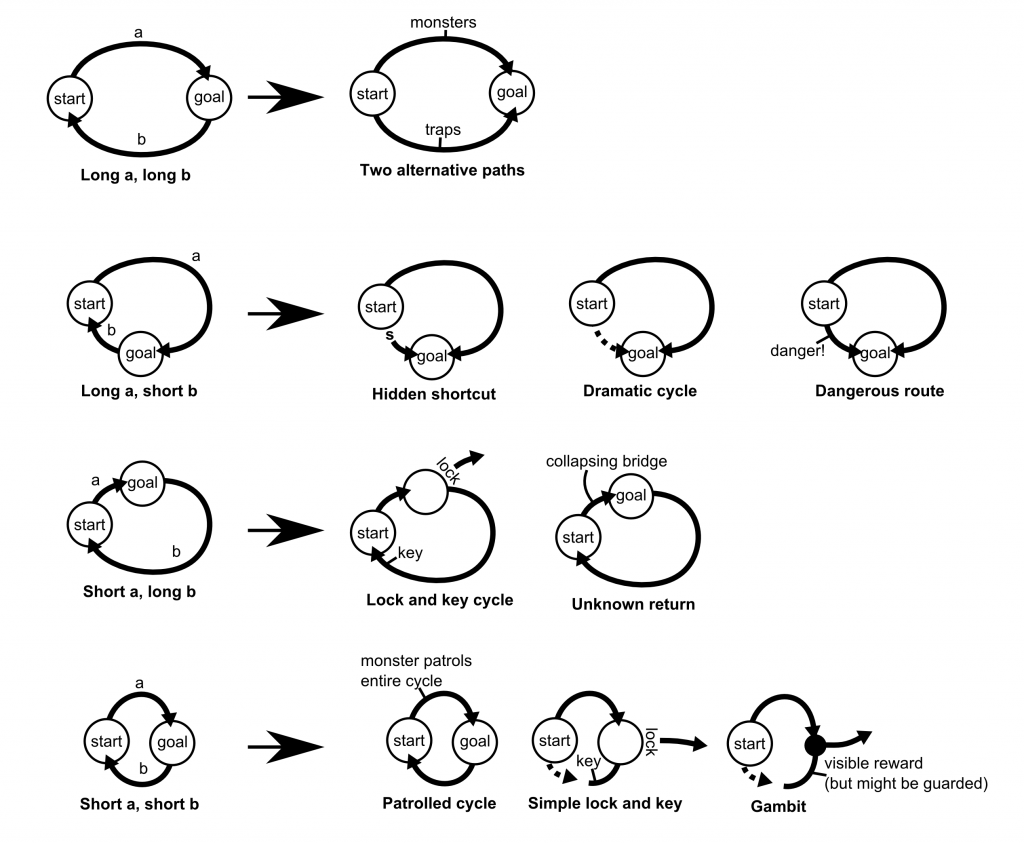 a
start
goal
b
Long a, long b
monsters
start
goal
traps
Two alternative paths
a
start
b
goal
Long a, short b
start
s
goal
Hidden shortcut
start
goal
Dramatic cycle
start
danger!
goal
Dangerous route
a
goal
start
b
Short a, long b
lock
start
key
Lock and key cycle
collapsing bridge
goal
start
Unknown return
a
start
goal
b
Short a, short b
monster patrols
entire cycle
start
goal
Patrolled cycle
start
lock
key
Simple lock and key
start
visible reward
(but might be guarded)
Gambit